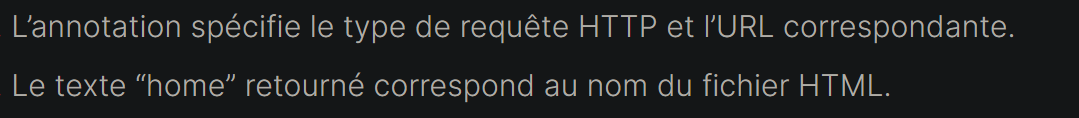 L’annotation spécifie le type de requête HTTP et l’URL correspondante.
Le texte “home” retourné correspond au nom du fichier HTML.